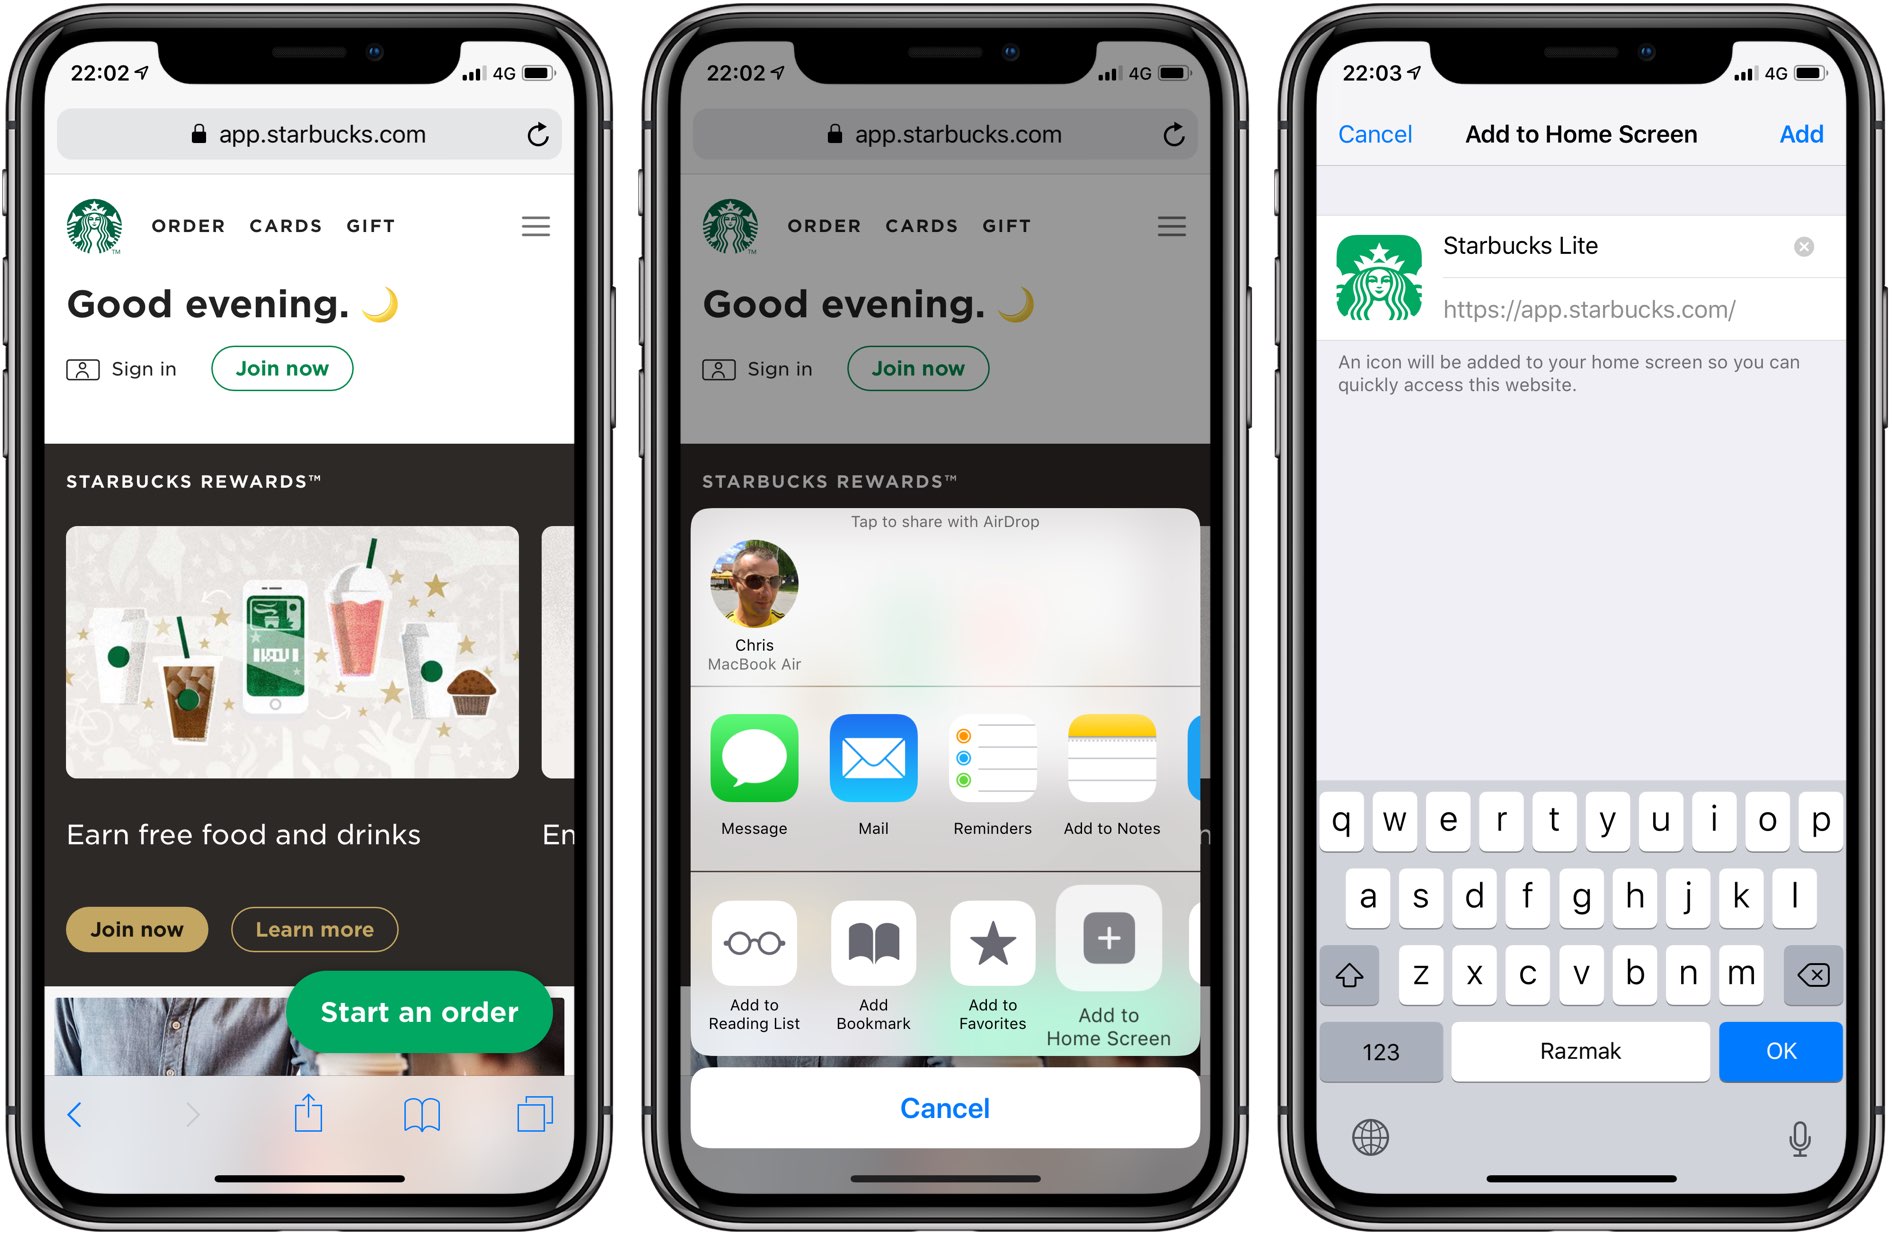 22:02
4G
app.starbucks.com
TM
ORDER CARDS GIFT
Good evening.
Sign in
Join now
STARBUCKS REWARDS™
Earn free food and drinks
En
Join now
Learn more
Start an order
22:02
4G
app.starbucks.com
TM
ORDER CARDS GIFT
Good evening.
Sign in
Join now
STARBUCKS REWARDS™
Tap to share with AirDrop
Chris
MacBook Air
Message
Mail
Reminders
Add to Notes
Add to
Reading List
Add
Bookmark
Add to
Favorites
Add to
Home Screen
Cancel
22:03
4G
Cancel
Add to Home Screen
Add
Starbucks Lite
https://app.starbucks.com/
An icon will be added to your home screen so you can
quickly access this website.
q w e r t y u i o p
a s d f g h j k l
z x c v b n m
123
Razmak
OK